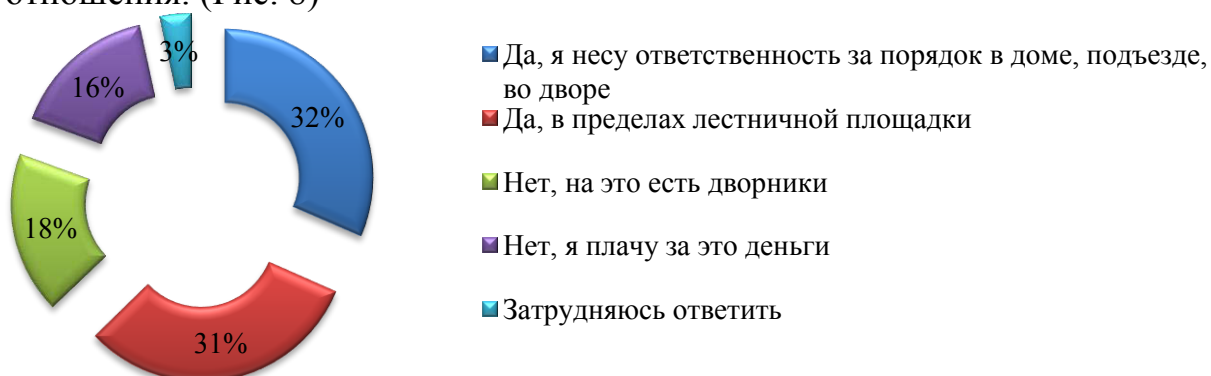 отношения. (Рис. 8)
3%
16%
32%
18%
31%
Да, я несу ответственность за порядок в доме, подъезде,
во дворе
Да, в пределах лестничной площадки
Нет, на это есть дворники
Нет, я плачу за это деньги
Затрудняюсь ответить